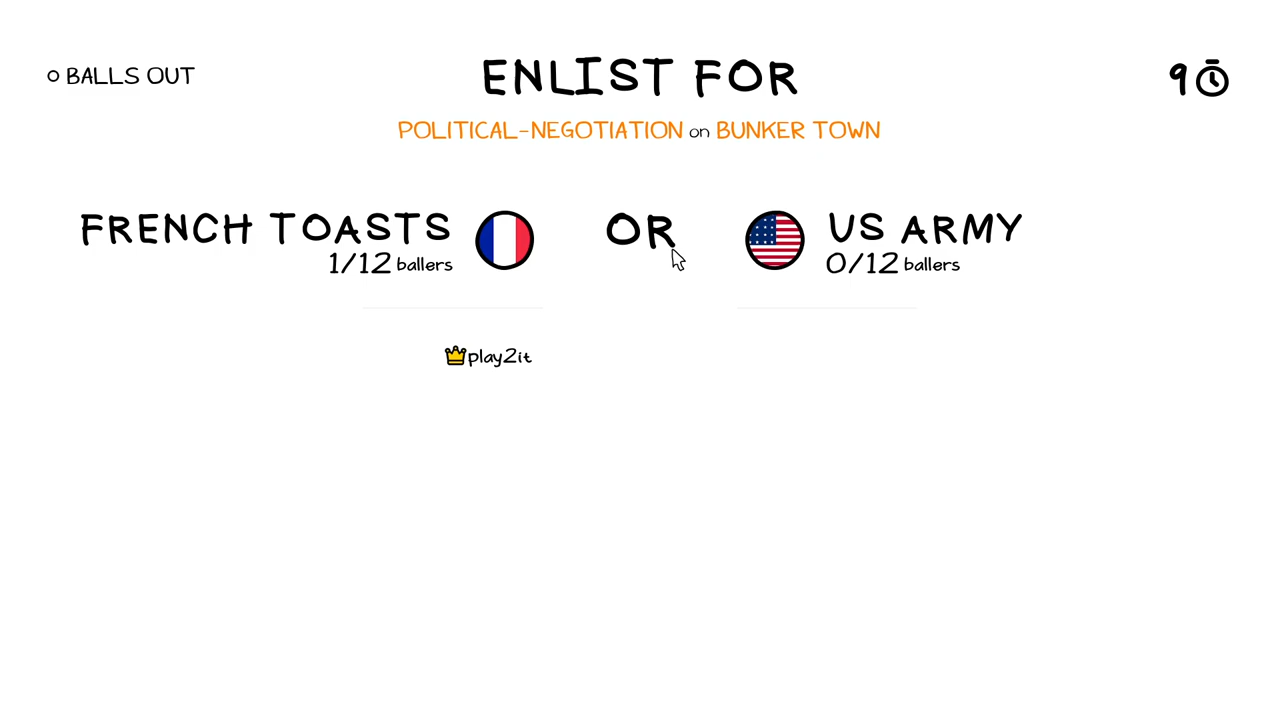 BALLS OUT
ENLIST FOR
9
POLITICAL-NEGOTIATION on BUNKER TOWN
FRENCH TOASTS
OR
US ARMY
1/12 ballers
0/12 ballers
play2it